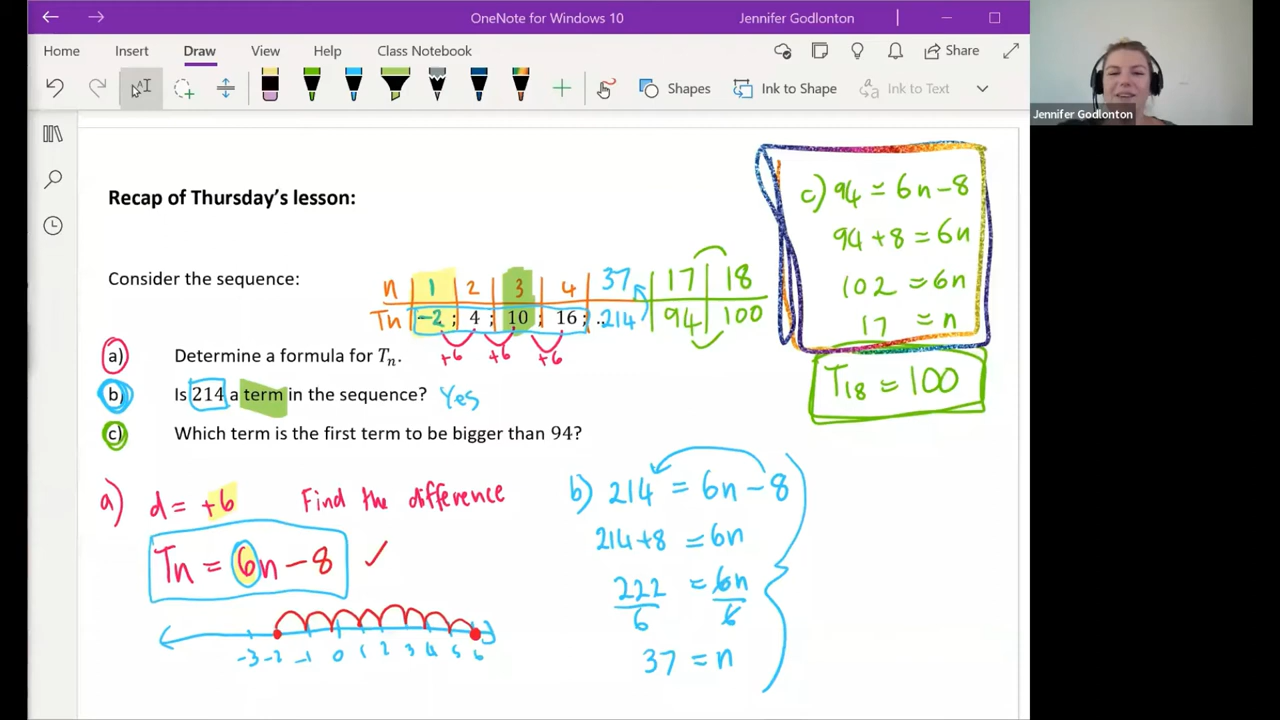 OneNote for Windows 10
Jennifer Godlonton
Home Insert Draw View Help Class Notebook
Share
Shapes Ink to Shape Ink to Text
Jennifer Godlonton
Recap of Thursday's lesson:
Consider the sequence:
n 1 2 3 4 37 17 18
Tn -2; 4; 10; 16; .. 214 94 100
+6 +6 +6
a) Determine a formula for Tn.
b) Is 214 a term in the sequence? Yes
c) Which term is the first term to be bigger than 94?
c) 94 = 6n-8
94+8 = 6n
102 = 6n
17 = n
T18 = 100
a) d = +6 Find the difference
Tn = 6n-8 ✓
-3 -2 -1 0 1 2 3 4 5 6
b) 214 = 6n-8
214+8 = 6n
222/6 = 6n/6
37 = n